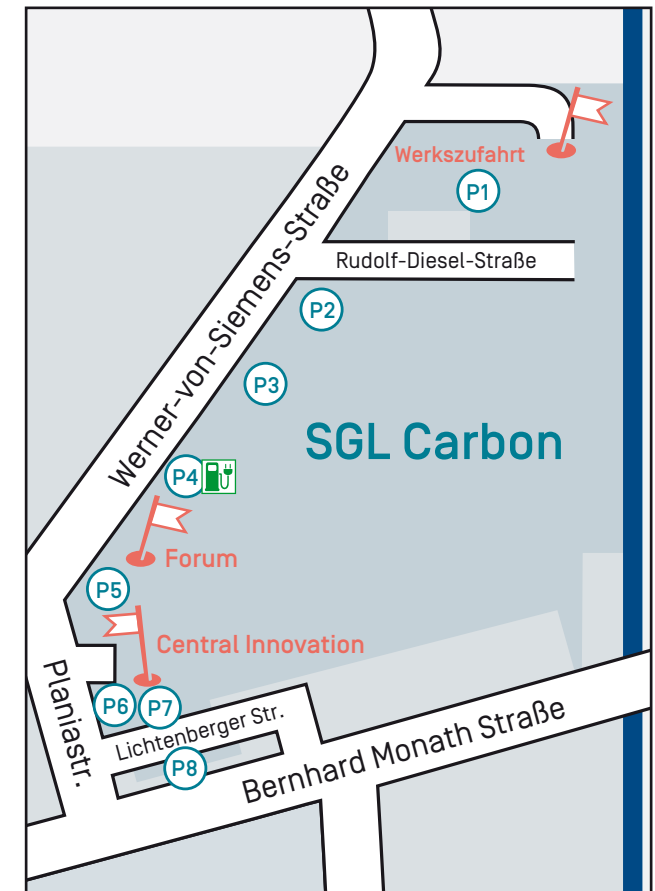 Werkszufahrt
P1
Werner-von-Siemens-Straße
Rudolf-Diesel-Straße
P2
P3
SGL Carbon
P4
Forum
P5
Central Innovation
Planiastr.
P6
P7
Lichtenberger Str.
P8
Bernhard Monath Straße